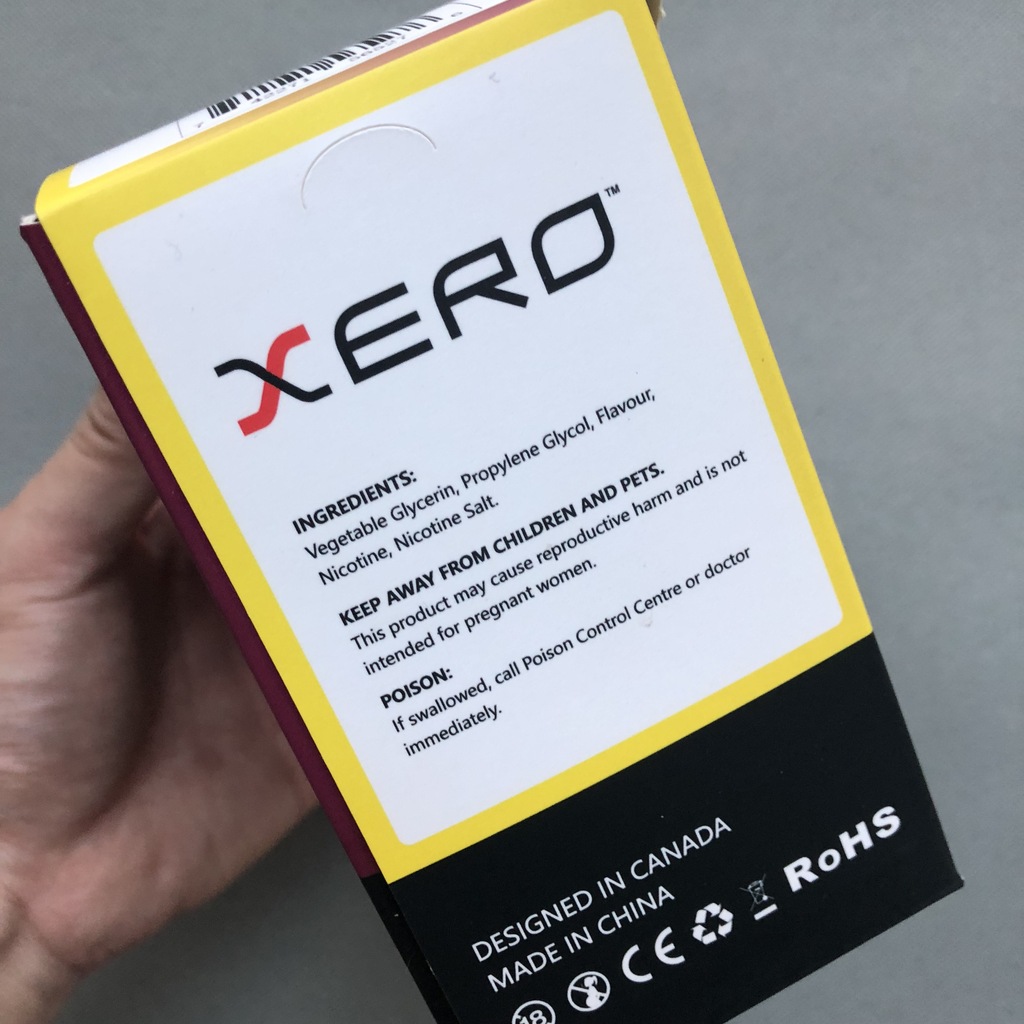 XERO™
INGREDIENTS:
Vegetable Glycerin, Propylene Glycol, Flavour,
Nicotine, Nicotine Salt.
KEEP AWAY FROM CHILDREN AND PETS.
This product may cause reproductive harm and is not
intended for pregnant women.
POISON:
If swallowed, call Poison Control Centre or doctor
immediately.
DESIGNED IN CANADA
MADE IN CHINA
18 CE RoHS